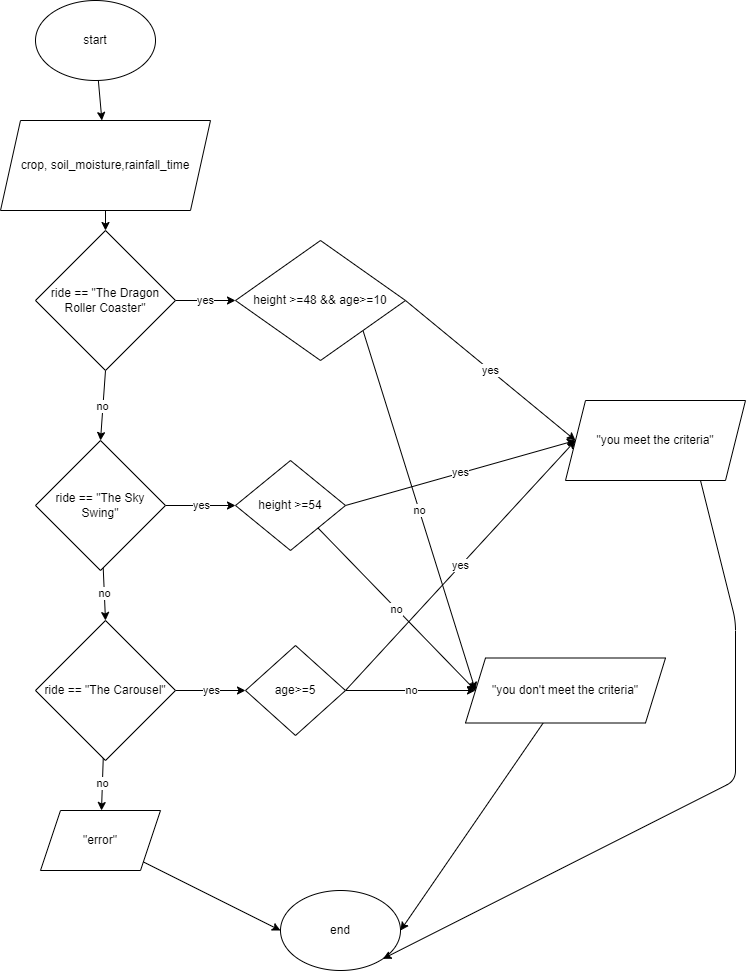 start
crop, soil_moisture,rainfall_time
ride == "The Dragon
Roller Coaster"
yes
height >=48 && age>=10
yes
no
no
"you meet the criteria"
ride == "The Sky
Swing"
yes
height >=54
yes
no
no
ride == "The Carousel"
yes
age>=5
yes
no
"you don't meet the criteria"
no
"error"
end